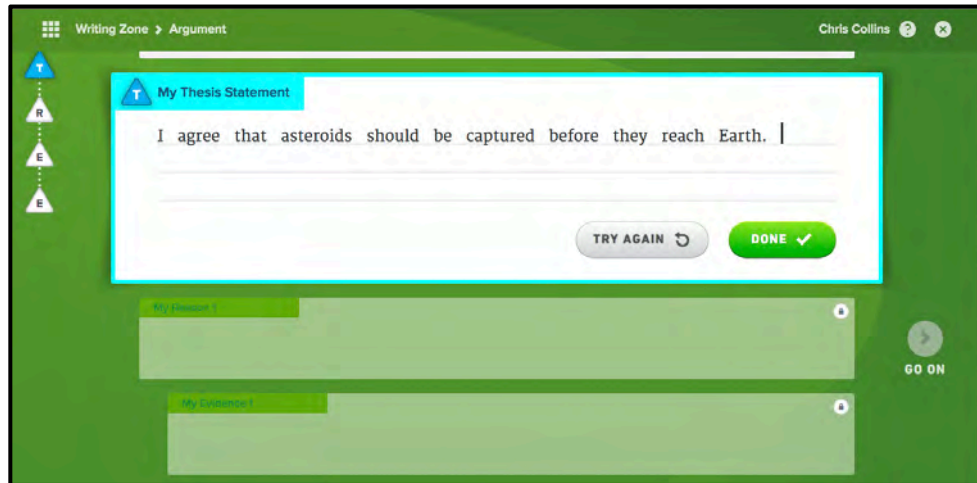 Writing Zone > Argument
Chris Collins ?
T
R
E
E
T My Thesis Statement
I agree that asteroids should be captured before they reach Earth.
TRY AGAIN
DONE
My Reason 1
GO ON
My Evidence 1